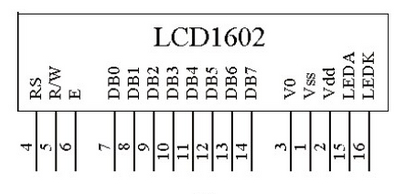 LCD1602
RS R/W E DB0 DB1 DB2 DB3 DB4 DB5 DB6 DB7 V0 Vss Vdd LEDA LEDK
4 5 6 7 8 9 10 11 12 13 14 3 1 2 15 16